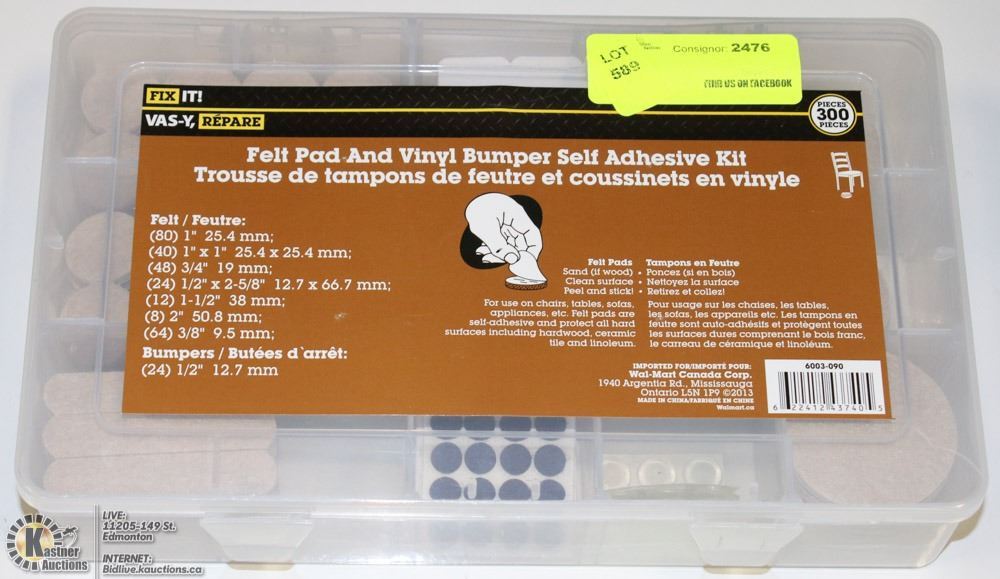 LOT
589
Consignor: 2476
FIND US ON FACEBOOK
FIX IT!
VAS-Y, RÉPARE
PIECES
300
PIECES
Felt Pad And Vinyl Bumper Self Adhesive Kit
Trousse de tampons de feutre et coussinets en vinyle
Felt / Feutre:
(80) 1" 25.4 mm;
(40) 1" x 1" 25.4 x 25.4 mm;
(48) 3/4" 19 mm;
(24) 1/2" x 2-5/8" 12.7 x 66.7 mm;
(12) 1-1/2" 38 mm;
(8) 2" 50.8 mm;
(64) 3/8" 9.5 mm;
Bumpers / Butées d`arrêt:
(24) 1/2" 12.7 mm
Felt Pads
Sand (if wood) •
Clean surface •
Peel and stick! •
For use on chairs, tables, sofas,
appliances, etc. Felt pads are
self-adhesive and protect all hard
surfaces including hardwood, ceramic
tile and linoleum.
Tampons en Feutre
Poncez (si en bois)
Nettoyez la surface
Retirez et collez!
Pour usage sur les chaises, les tables,
les sofas, les appareils etc. Les tampons en
feutre sont auto-adhésifs et protègent toutes
les surfaces dures comprenant le bois franc,
le carreau de céramique et linoléum.
IMPORTED FOR/IMPORTÉ POUR:
Wal-Mart Canada Corp.
1940 Argentia Rd., Mississauga
Ontario L5N 1P9 ©2013
MADE IN CHINA/FABRIQUÉ EN CHINE
Walmart.ca
6003-090
6 22412 43740 5
Kastner
Auctions
LIVE:
11205-149 St.
Edmonton
INTERNET:
Bidlive.kauctions.ca